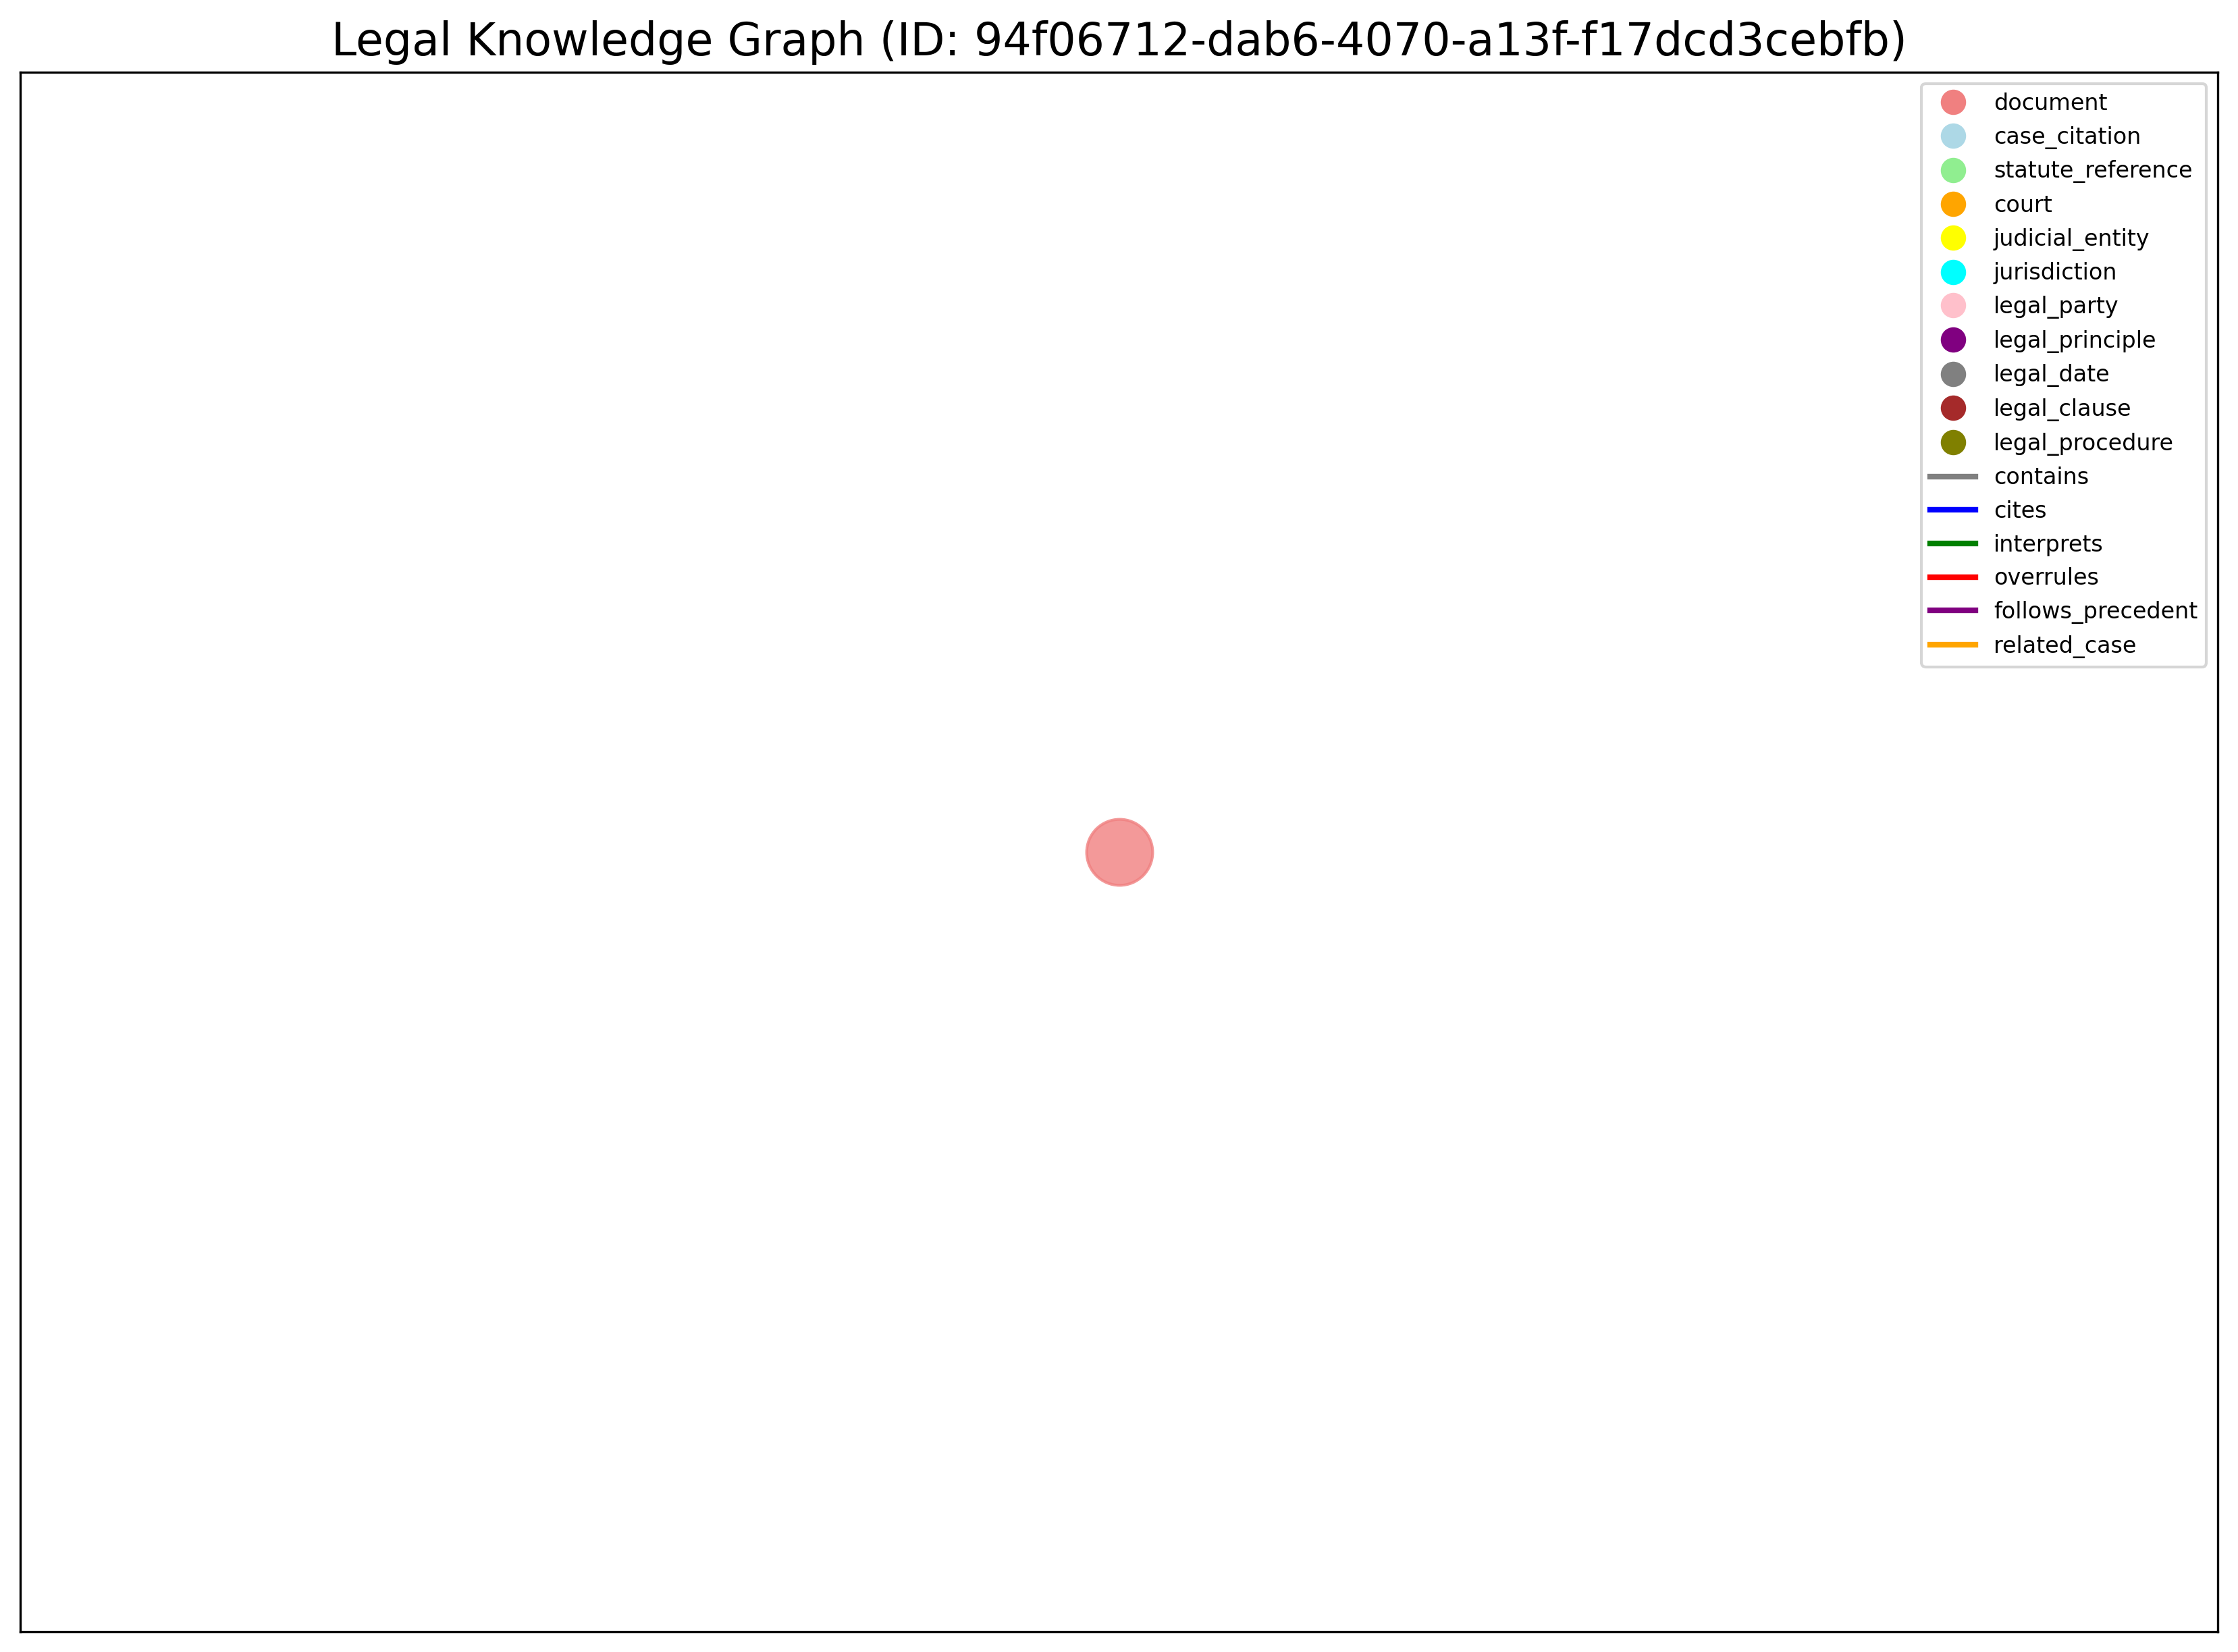 Legal Knowledge Graph (ID: 94f06712-dab6-4070-a13f-f17dcd3cebfb)
document
case_citation
statute_reference
court
judicial_entity
jurisdiction
legal_party
legal_principle
legal_date
legal_clause
legal_procedure
contains
cites
interprets
overrules
follows_precedent
related_case